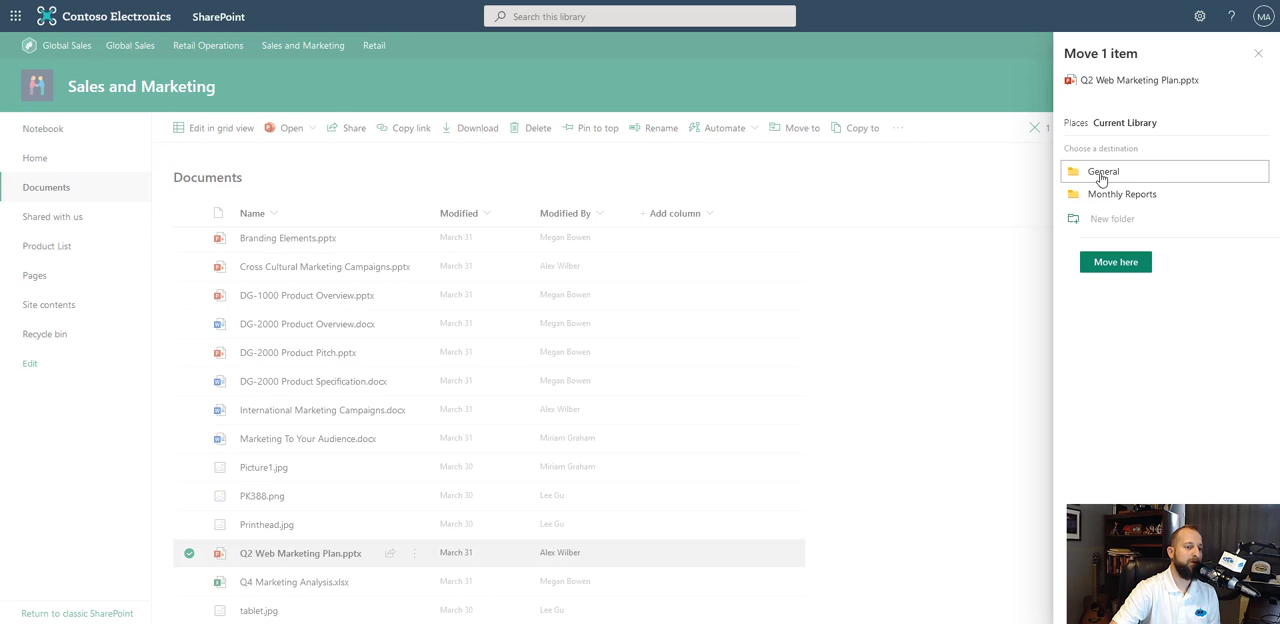 Contoso Electronics
SharePoint
Search this library
?
MA
Global Sales
Global Sales
Retail Operations
Sales and Marketing
Retail
Sales and Marketing
Notebook
Home
Documents
Shared with us
Product List
Pages
Site contents
Recycle bin
Edit
Return to classic SharePoint
Edit in grid view
Open
Share
Copy link
Download
Delete
Pin to top
Rename
Automate
Move to
Copy to
1
Documents
Name Modified Modified By + Add column
Branding Elements.pptx March 31 Megan Bowen
Cross Cultural Marketing Campaigns.pptx March 31 Alex Wilber
DG-1000 Product Overview.pptx March 31 Megan Bowen
DG-2000 Product Overview.docx March 31 Megan Bowen
DG-2000 Product Pitch.pptx March 31 Megan Bowen
DG-2000 Product Specification.docx March 31 Megan Bowen
International Marketing Campaigns.docx March 31 Alex Wilber
Marketing To Your Audience.docx March 31 Miriam Graham
Picture1.jpg March 30 Miriam Graham
PK388.png March 30 Lee Gu
Printhead.jpg March 30 Lee Gu
Q2 Web Marketing Plan.pptx March 31 Alex Wilber
Q4 Marketing Analysis.xlsx March 31 Megan Bowen
tablet.jpg March 30 Lee Gu
Move 1 item
Q2 Web Marketing Plan.pptx
Places Current Library
Choose a destination
General
Monthly Reports
New folder
Move here